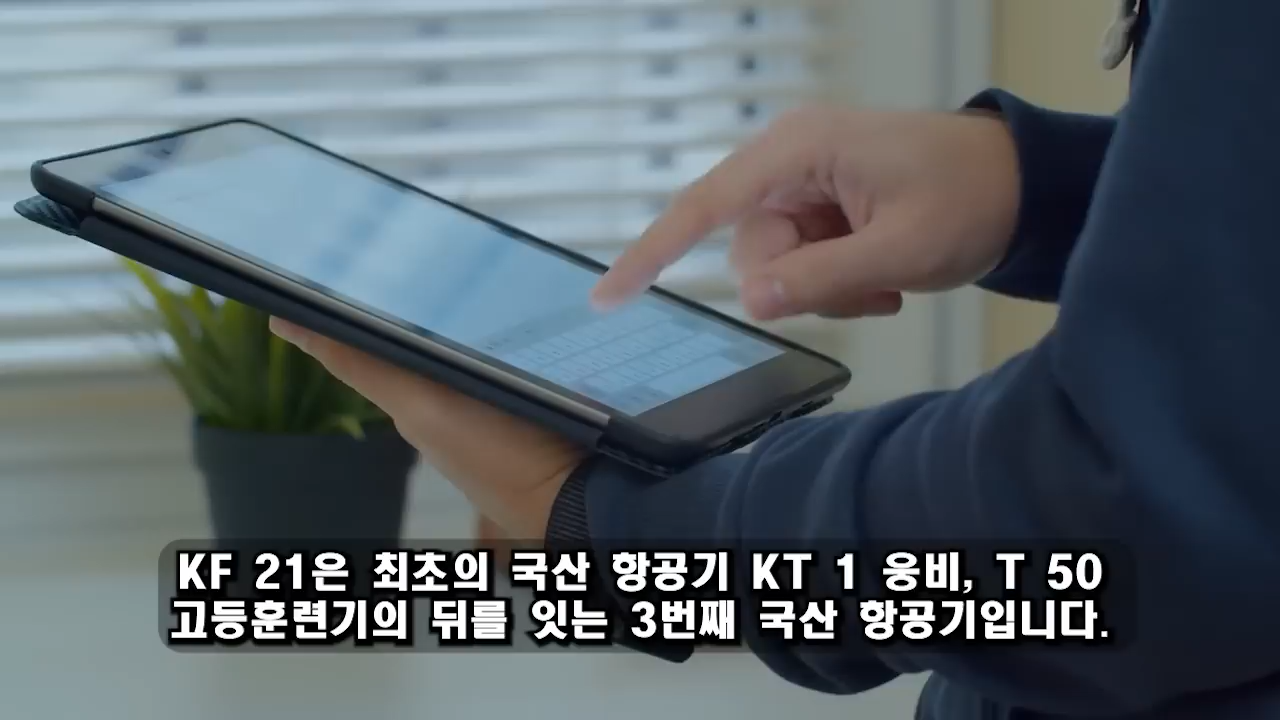 KF 21은 최초의 국산 항공기 KT 1 웅비, T 50
고등훈련기의 뒤를 잇는 3번째 국산 항공기입니다.